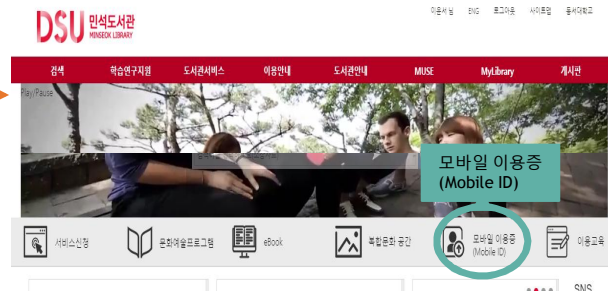 이윤서 님 ENG 로그아웃 사이트맵 동서대학교
DSU 민석도서관
MINSEOK LIBRARY
검색 학습연구지원 도서관서비스 이용안내 도서관안내 MUSE MyLibrary 게시판
Play/Pause
모바일 이용증
(Mobile ID)
서비스신청 문화예술프로그램 eBook 복합문화 공간 모바일 이용증 이용교육
(Mobile ID)
SNS